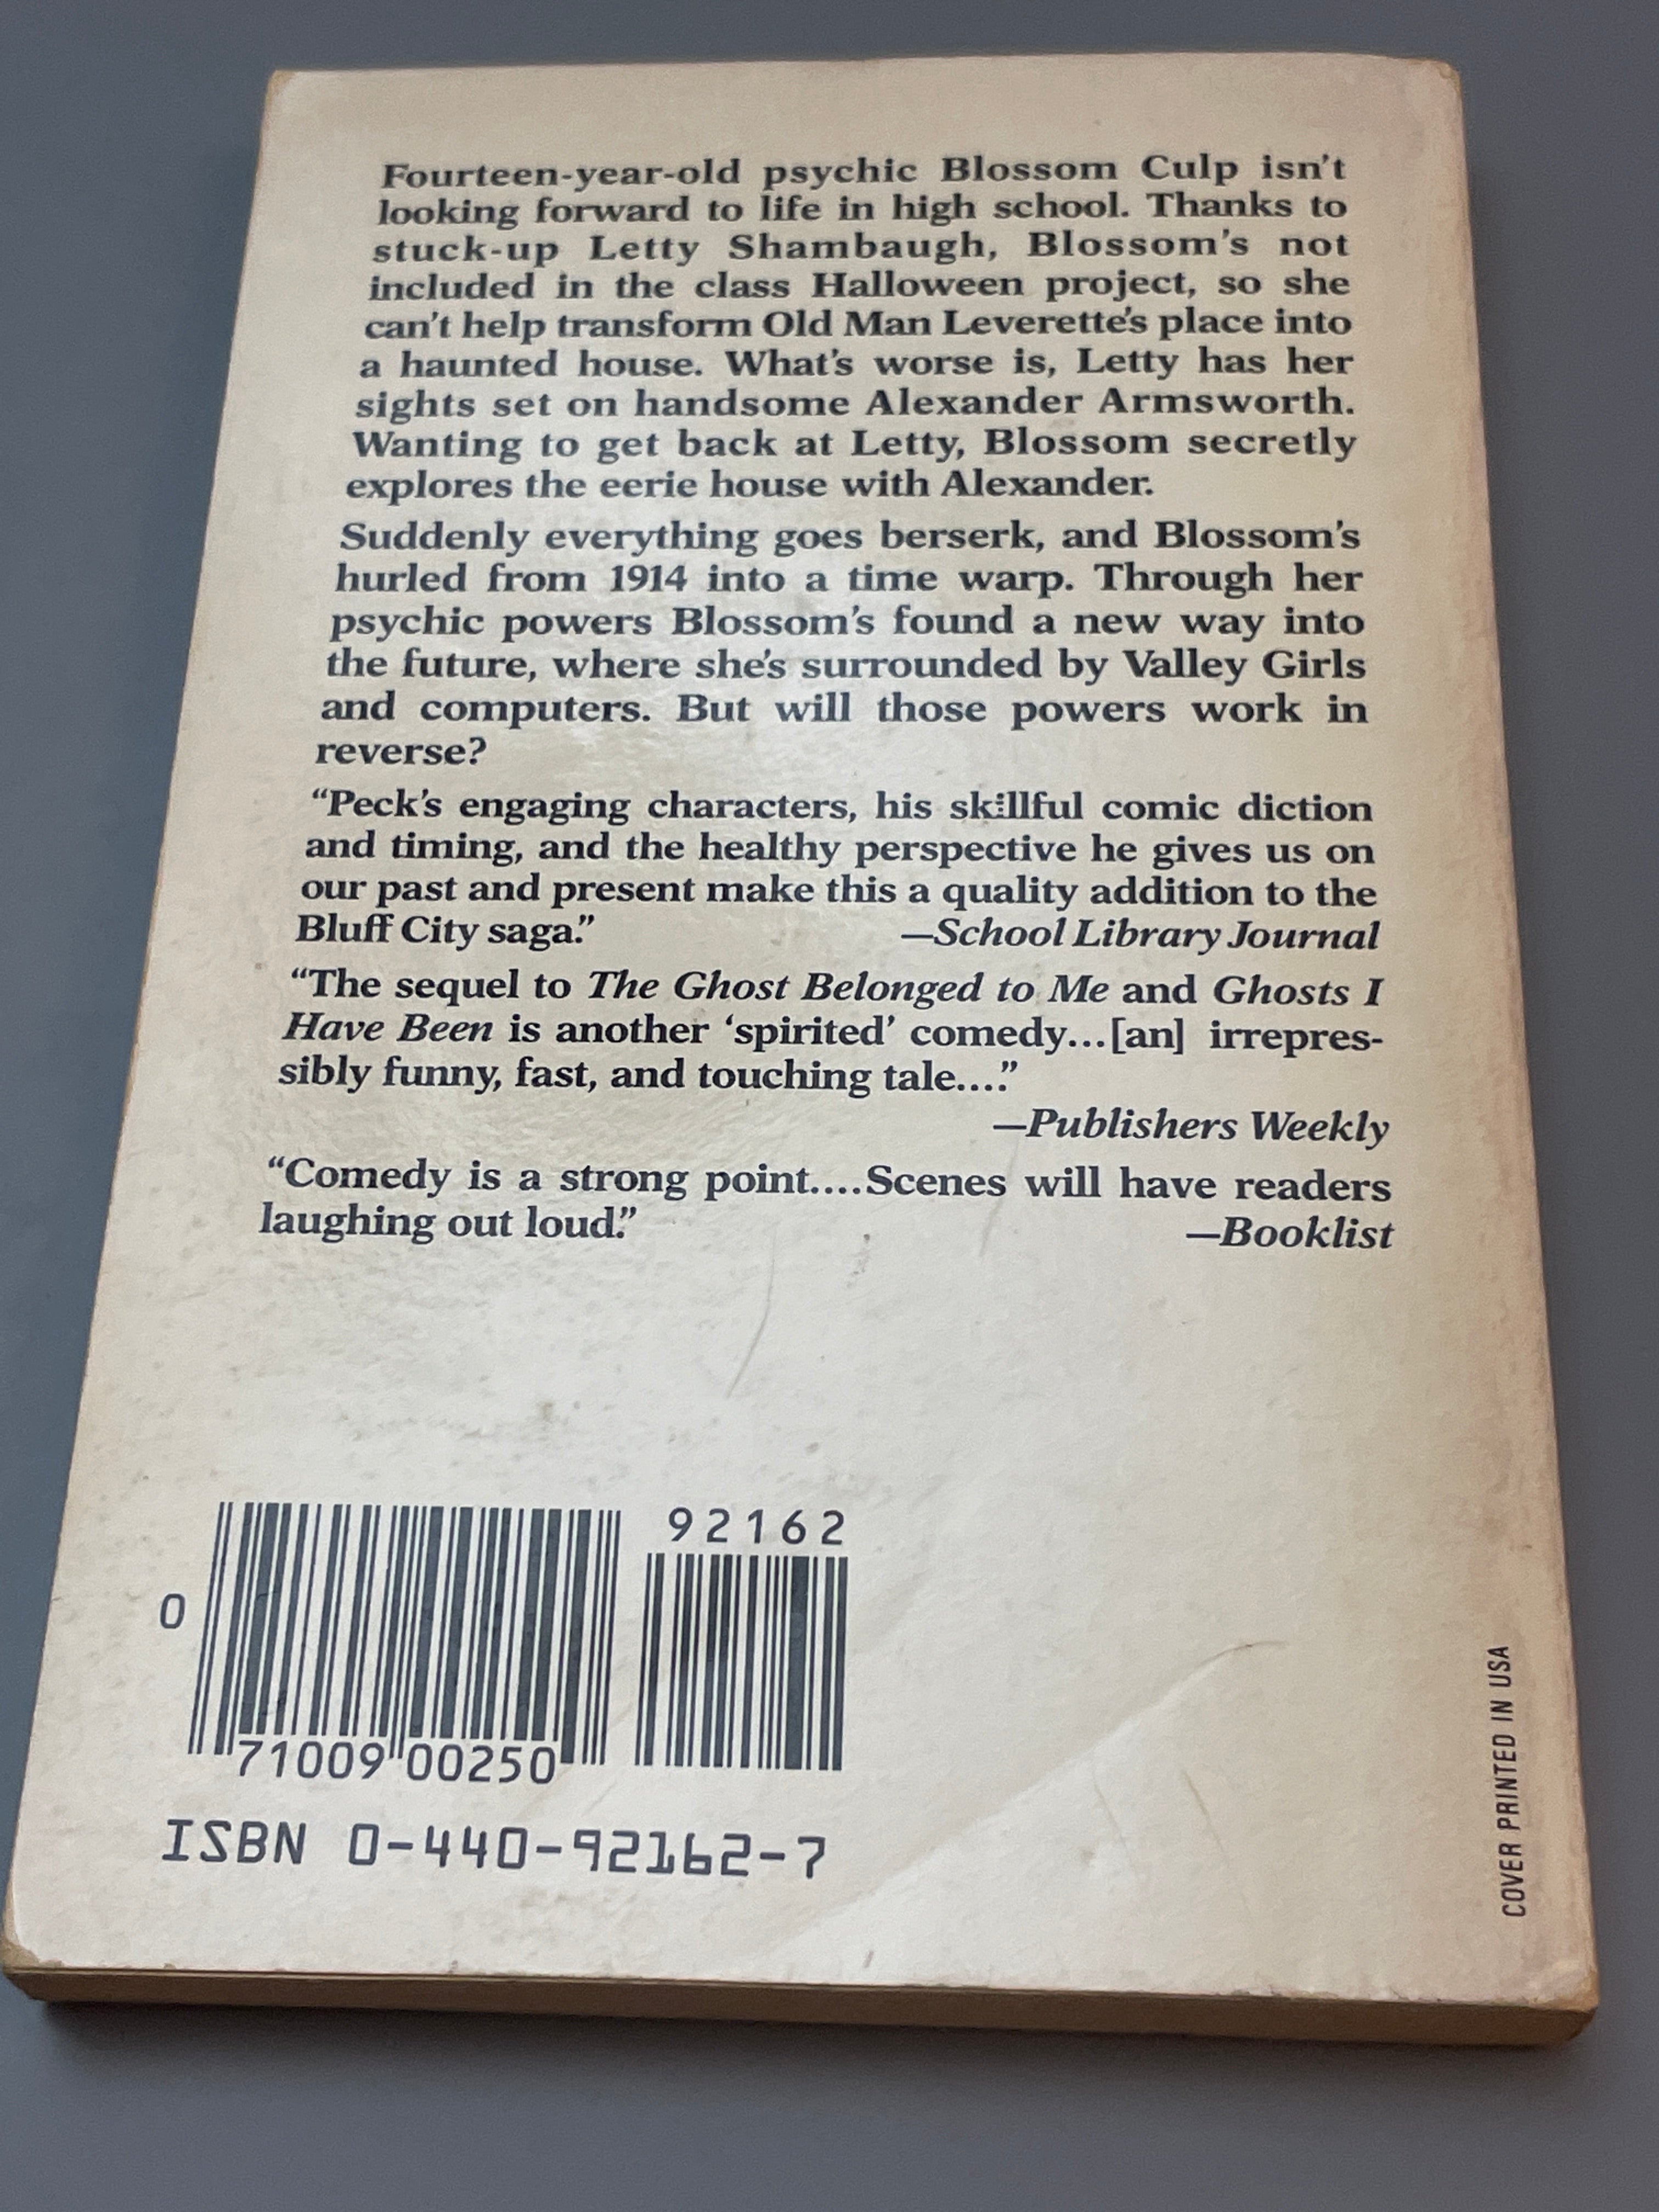 Fourteen-year-old psychic Blossom Culp isn't
looking forward to life in high school. Thanks to
stuck-up Letty Shambaugh, Blossom's not
included in the class Halloween project, so she
can't help transform Old Man Leverette's place into
a haunted house. What's worse is, Letty has her
sights set on handsome Alexander Armsworth.
Wanting to get back at Letty, Blossom secretly
explores the eerie house with Alexander.
Suddenly everything goes berserk, and Blossom's
hurled from 1914 into a time warp. Through her
psychic powers Blossom's found a new way into
the future, where she's surrounded by Valley Girls
and computers. But will those powers work in
reverse?
“Peck's engaging characters, his skillful comic diction
and timing, and the healthy perspective he gives us on
our past and present make this a quality addition to the
Bluff City saga.” —School Library Journal
“The sequel to The Ghost Belonged to Me and Ghosts I
Have Been is another ‘spirited’ comedy...[an] irrepres-
sibly funny, fast, and touching tale....”
—Publishers Weekly
“Comedy is a strong point....Scenes will have readers
laughing out loud.” —Booklist
92162
0 71009 00250
ISBN 0-440-92162-7
COVER PRINTED IN USA